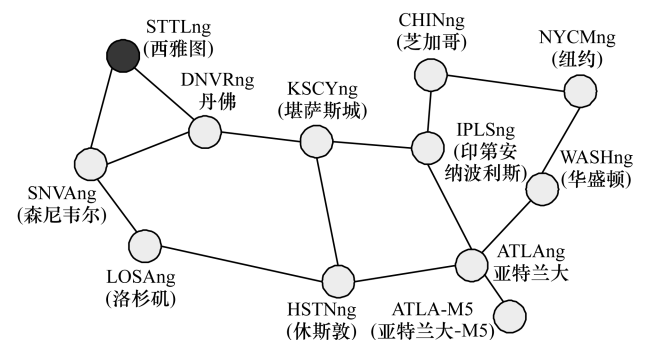 STTLng
(西雅图)
DNVRng
丹佛
KSCYng
(堪萨斯城)
CHINng
(芝加哥)
NYCMng
(纽约)
IPLSng
(印第安
纳波利斯)
WASHng
(华盛顿)
SNVAng
(森尼韦尔)
LOSAng
(洛杉矶)
HSTNng
(休斯敦)
ATLAng
亚特兰大
ATLA-M5
(亚特兰大-M5)